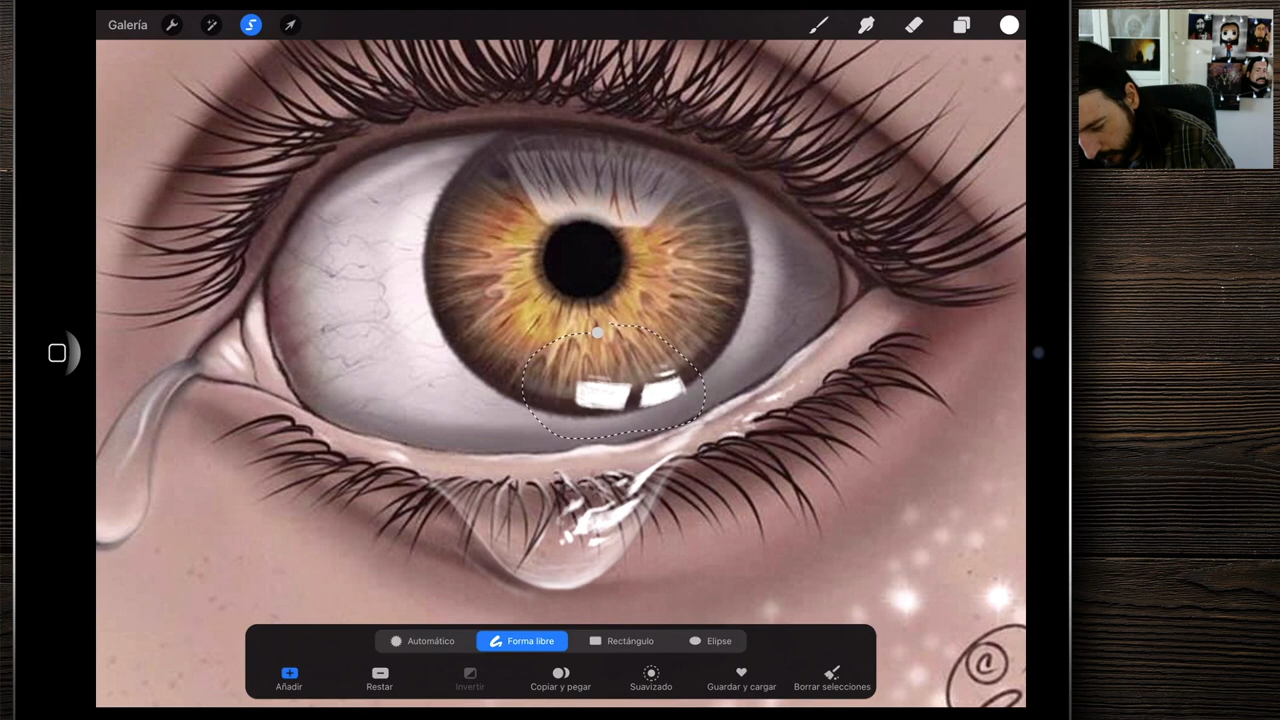 Galería
Automático Forma libre Rectángulo Elipse
Añadir Restar Invertir Copiar y pegar Suavizado Guardar y cargar Borrar selecciones